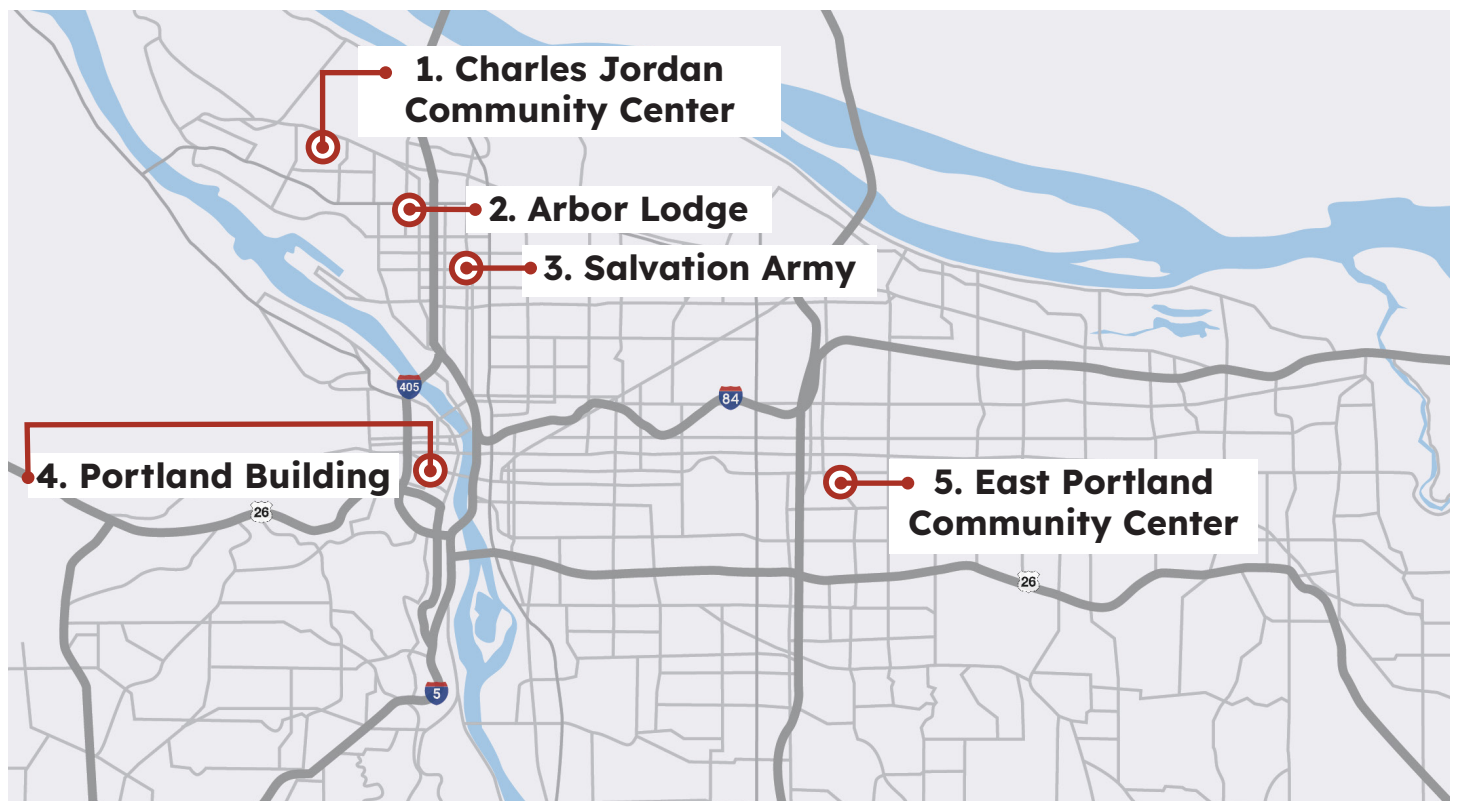 1. Charles Jordan
Community Center
2. Arbor Lodge
3. Salvation Army
405
84
4. Portland Building
26
5. East Portland
Community Center
26
5